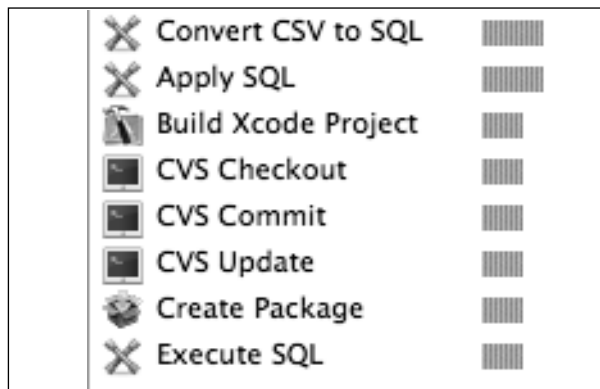 Convert CSV to SQL
Apply SQL
Build Xcode Project
CVS Checkout
CVS Commit
CVS Update
Create Package
Execute SQL